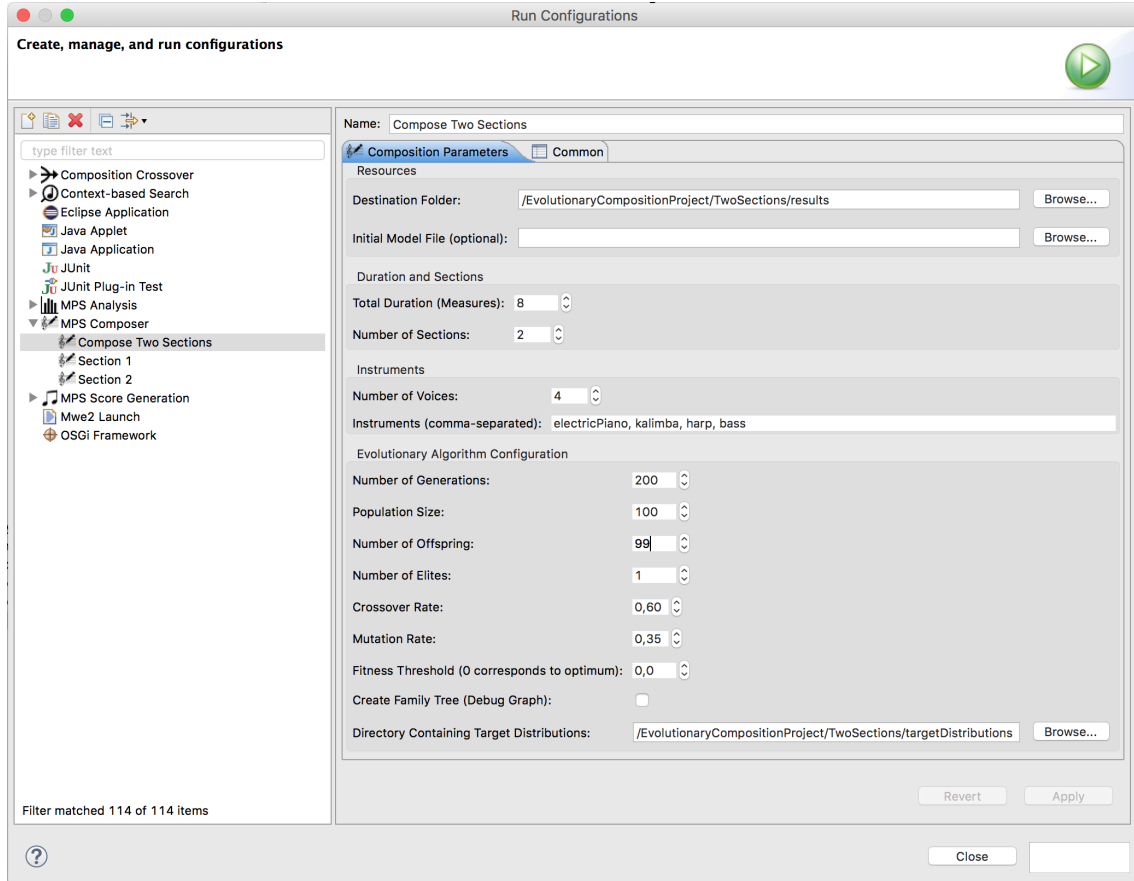 Run Configurations
Create, manage, and run configurations
type filter text
Composition Crossover
Context-based Search
Eclipse Application
Java Applet
Java Application
JUnit
JUnit Plug-in Test
MPS Analysis
MPS Composer
Compose Two Sections
Section 1
Section 2
MPS Score Generation
Mwe2 Launch
OSGi Framework
Filter matched 114 of 114 items
Name: Compose Two Sections
Composition Parameters Common
Resources
Destination Folder: /EvolutionaryCompositionProject/TwoSections/results Browse...
Initial Model File (optional): Browse...
Duration and Sections
Total Duration (Measures): 8
Number of Sections: 2
Instruments
Number of Voices: 4
Instruments (comma-separated): electricPiano, kalimba, harp, bass
Evolutionary Algorithm Configuration
Number of Generations: 200
Population Size: 100
Number of Offspring: 99
Number of Elites: 1
Crossover Rate: 0,60
Mutation Rate: 0,35
Fitness Threshold (0 corresponds to optimum): 0,0
Create Family Tree (Debug Graph):
Directory Containing Target Distributions: /EvolutionaryCompositionProject/TwoSections/targetDistributions Browse...
Revert Apply
? Close